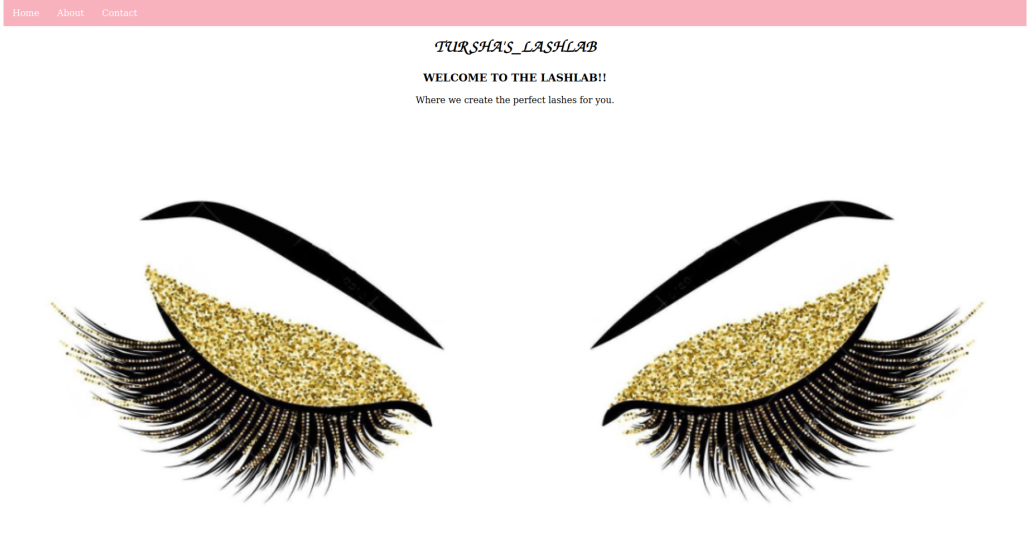 Home About Contact
TURSHA'S_LASHLAB
WELCOME TO THE LASHLAB!!
Where we create the perfect lashes for you.